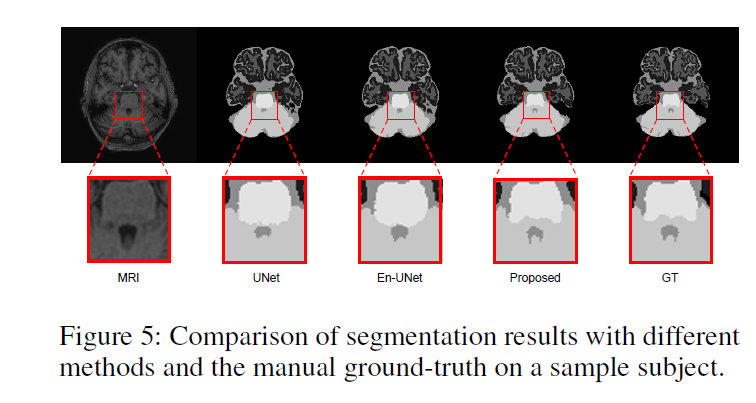 MRI
UNet
En-UNet
Proposed
GT
Figure 5: Comparison of segmentation results with different
methods and the manual ground-truth on a sample subject.